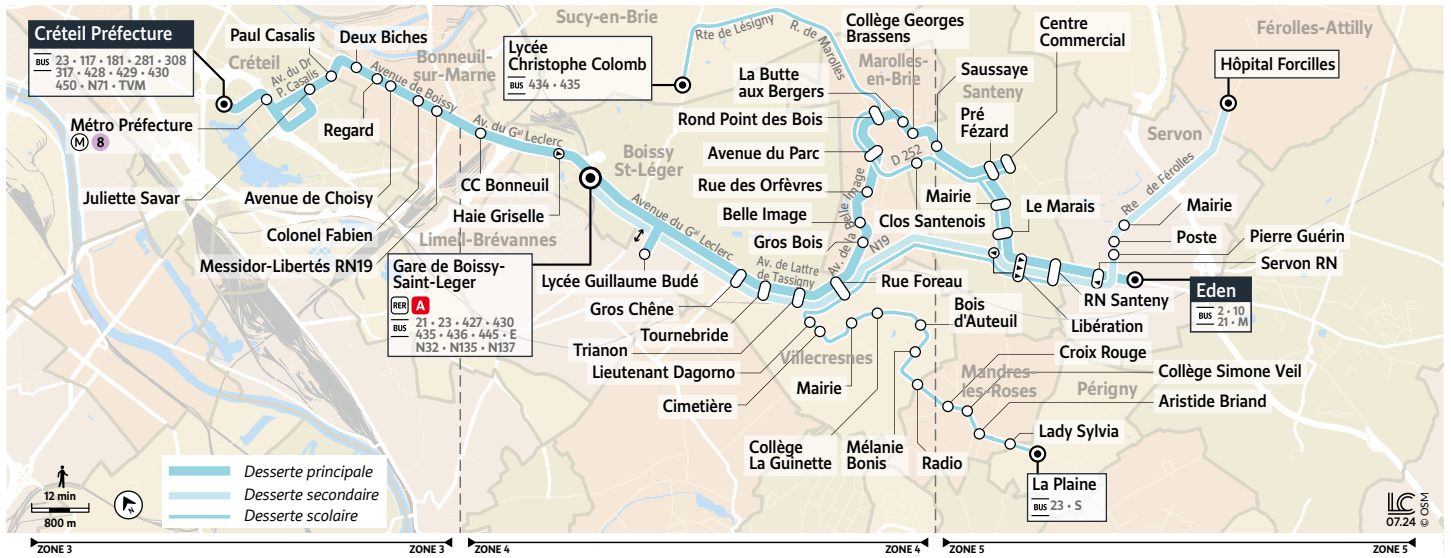 Créteil Préfecture
BUS 23 • 117 • 181 • 281 • 308
317 • 428 • 429 • 430
450 • N71 • TVM
Créteil
Paul Casalis
Deux Biches
Av. du Dr
P. Casalis
Métro Préfecture
M 8
Juliette Savar
Regard
Avenue de Boissy
Bonneuil-
sur-Marne
Avenue de Choisy
Colonel Fabien
Messidor-Libertés RN19
Av. du Gal Leclerc
CC Bonneuil
Haie Griselle
Limeil-Brévannes
Gare de Boissy-
Saint-Leger
RER A
BUS 21 • 23 • 427 • 430
435 • 436 • 445 • E
N32 • N135 • N137
Sucy-en-Brie
Lycée
Christophe Colomb
BUS 434 • 435
Rte de Lésigny
R. de Marolles
Boissy
St-Léger
Avenue du Gal Leclerc
Lycée Guillaume Budé
Gros Chêne
Tournebride
Trianon
Lieutenant Dagorno
Cimetière
Av. de Lattre
de Tassigny
Villecresnes
Mairie
Collège
La Guinette
Mélanie
Bonis
Radio
Bois
d'Auteuil
Rue Foreau
Gros Bois
Belle Image
Rue des Orfèvres
Avenue du Parc
Rond Point des Bois
La Butte
aux Bergers
Collège Georges
Brassens
Marolles-
en-Brie
Av. de la Belle Image
N19
D 252
Clos Santenois
Saussaye
Santeny
Pré
Fézard
Centre
Commercial
Mairie
Le Marais
Libération
RN Santeny
Servon RN
Pierre Guérin
Poste
Mairie
Servon
Rte
de Férolles
Hôpital Forcilles
Férolles-Attilly
Eden
BUS 2 • 10
21 • M
Croix Rouge
Collège Simone Veil
Aristide Briand
Lady Sylvia
Mandres-
les-Roses
Périgny
La Plaine
BUS 23 • S
12 min
800 m
Desserte principale
Desserte secondaire
Desserte scolaire
LC
07.24 © OSM
ZONE 3 ZONE 3 ZONE 4 ZONE 4 ZONE 5 ZONE 5